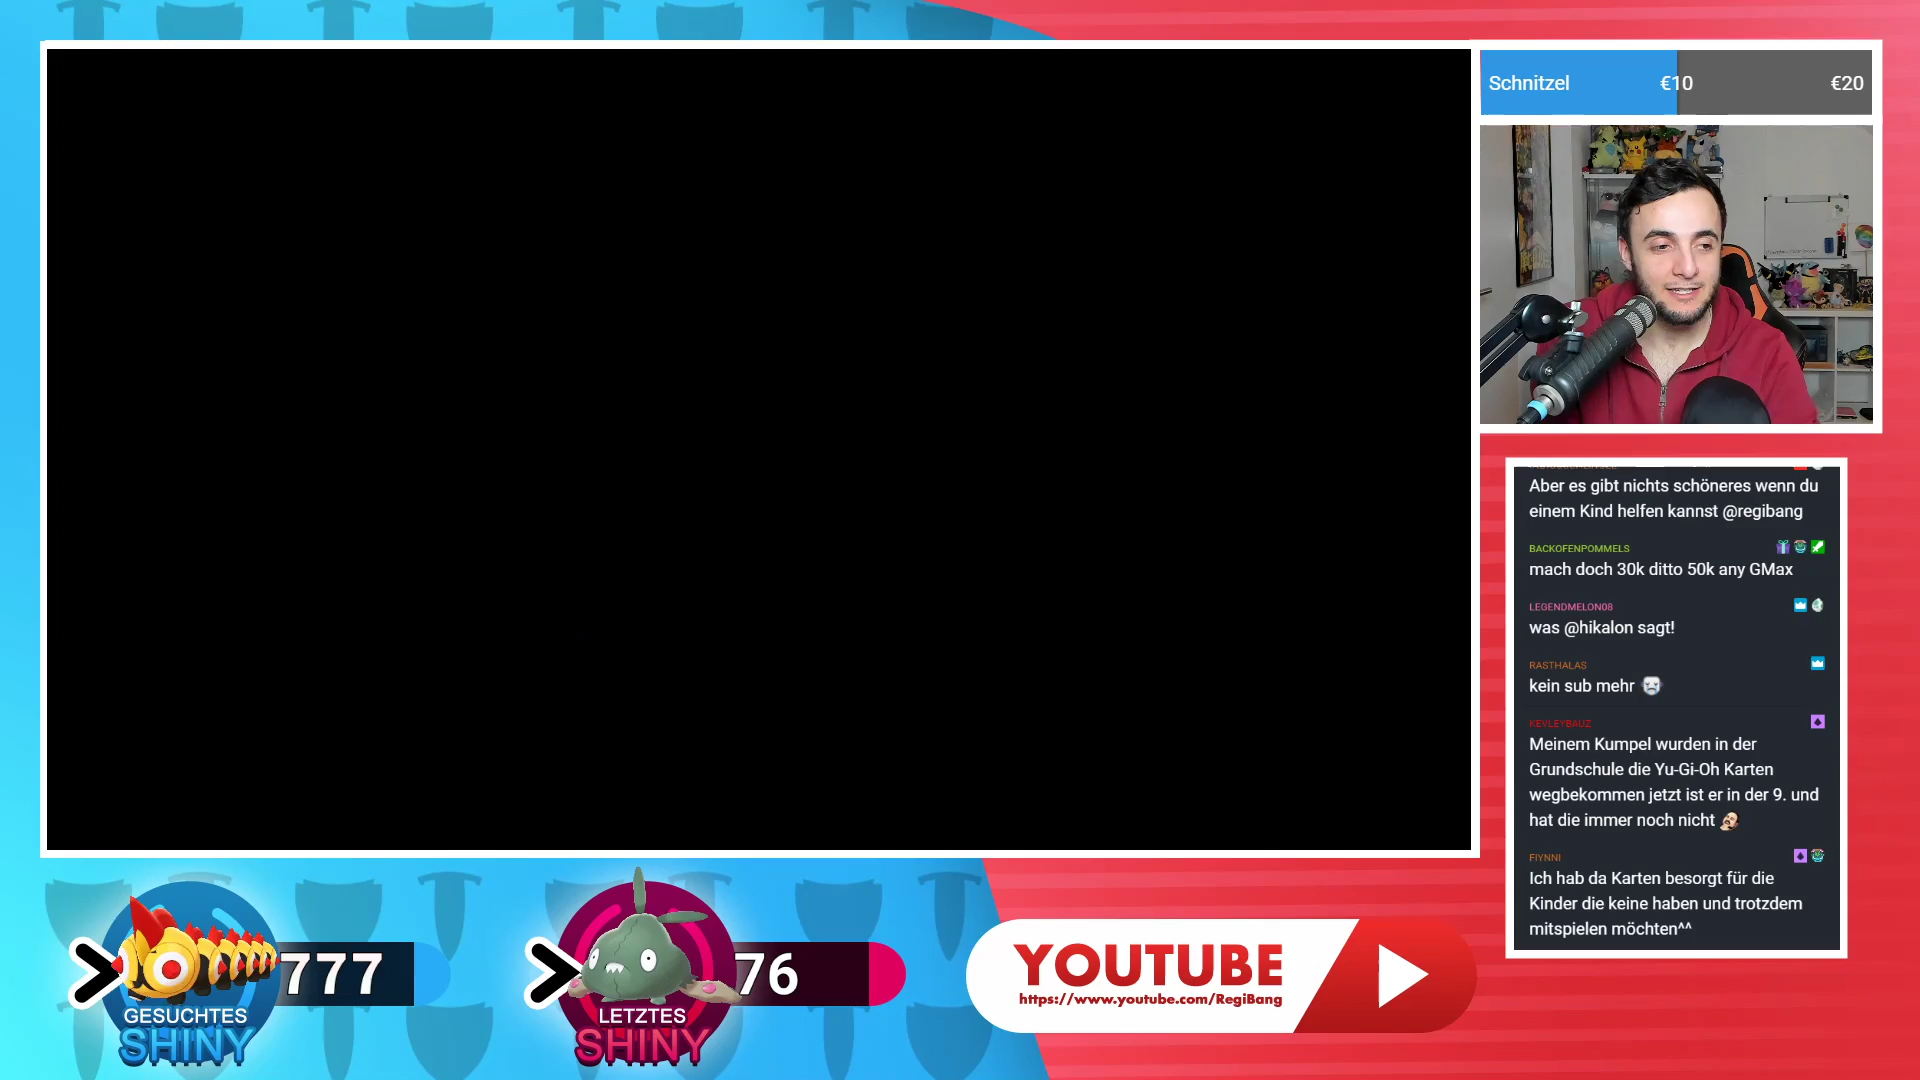 Schnitzel €10 €20
Aber es gibt nichts schöneres wenn du
einem Kind helfen kannst @regibang
BACKOFENPOMMELS
mach doch 30k ditto 50k any GMax
LEGENDMELON08
was @hikalon sagt!
RASTHALAS
kein sub mehr
KEVLEYBAUZ
Meinem Kumpel wurden in der
Grundschule die Yu-Gi-Oh Karten
wegbekommen jetzt ist er in der 9. und
hat die immer noch nicht
FIYNNI
Ich hab da Karten besorgt für die
Kinder die keine haben und trotzdem
mitspielen möchten^^
777
GESUCHTES
SHINY
76
LETZTES
SHINY
YOUTUBE
https://www.youtube.com/RegiBang